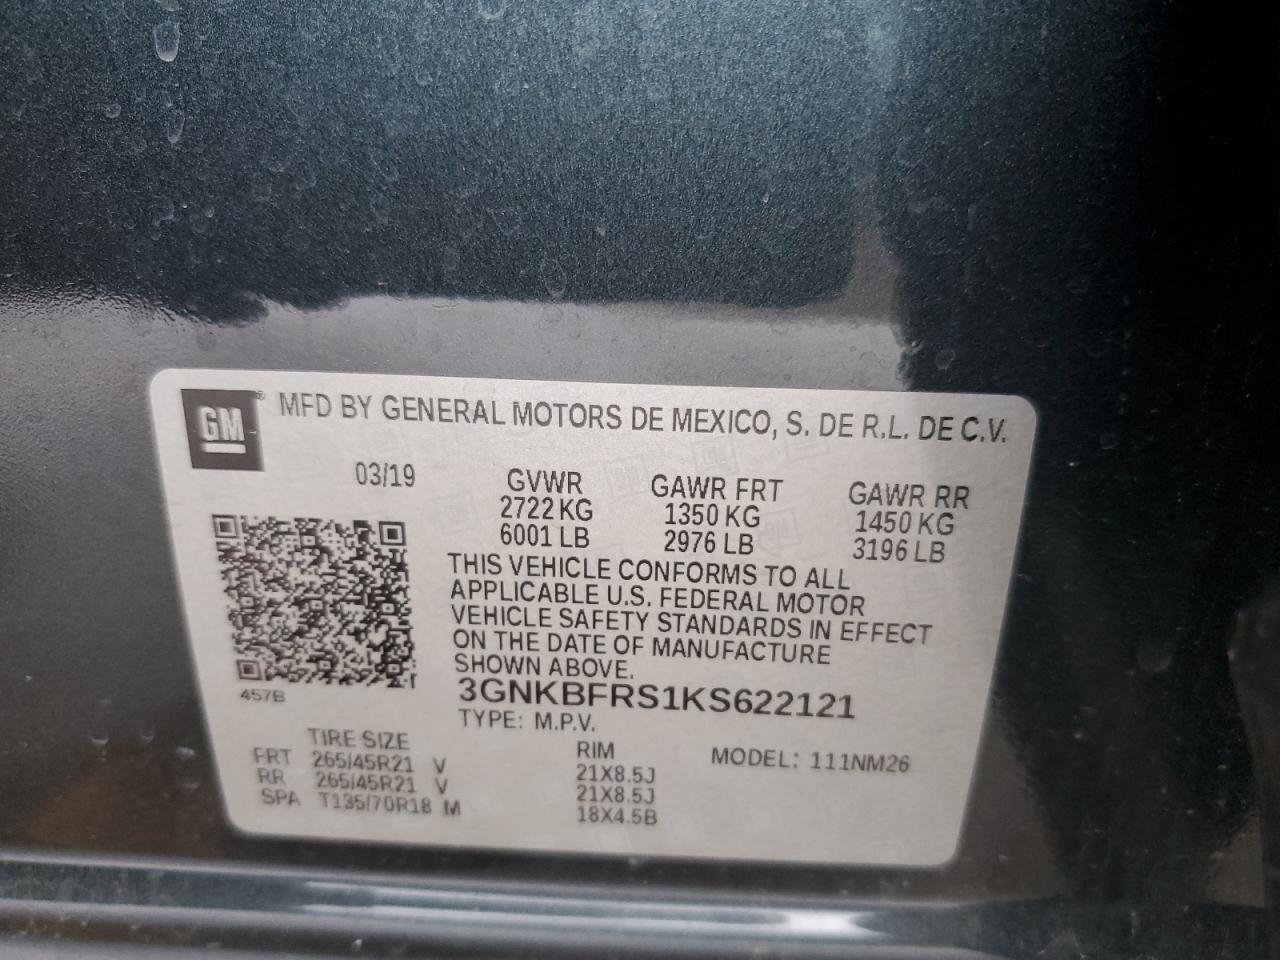 GM® MFD BY GENERAL MOTORS DE MEXICO, S. DE R.L. DE C.V.
03/19 GVWR GAWR FRT GAWR RR
2722 KG 1350 KG 1450 KG
6001 LB 2976 LB 3196 LB
THIS VEHICLE CONFORMS TO ALL
APPLICABLE U.S. FEDERAL MOTOR
VEHICLE SAFETY STANDARDS IN EFFECT
ON THE DATE OF MANUFACTURE
SHOWN ABOVE.
457B
3GNKBFRS1KS622121
TYPE: M.P.V.
TIRE SIZE RIM MODEL: 111NM26
FRT 265/45R21 V 21X8.5J
RR 265/45R21 V 21X8.5J
SPA T135/70R18 M 18X4.5B